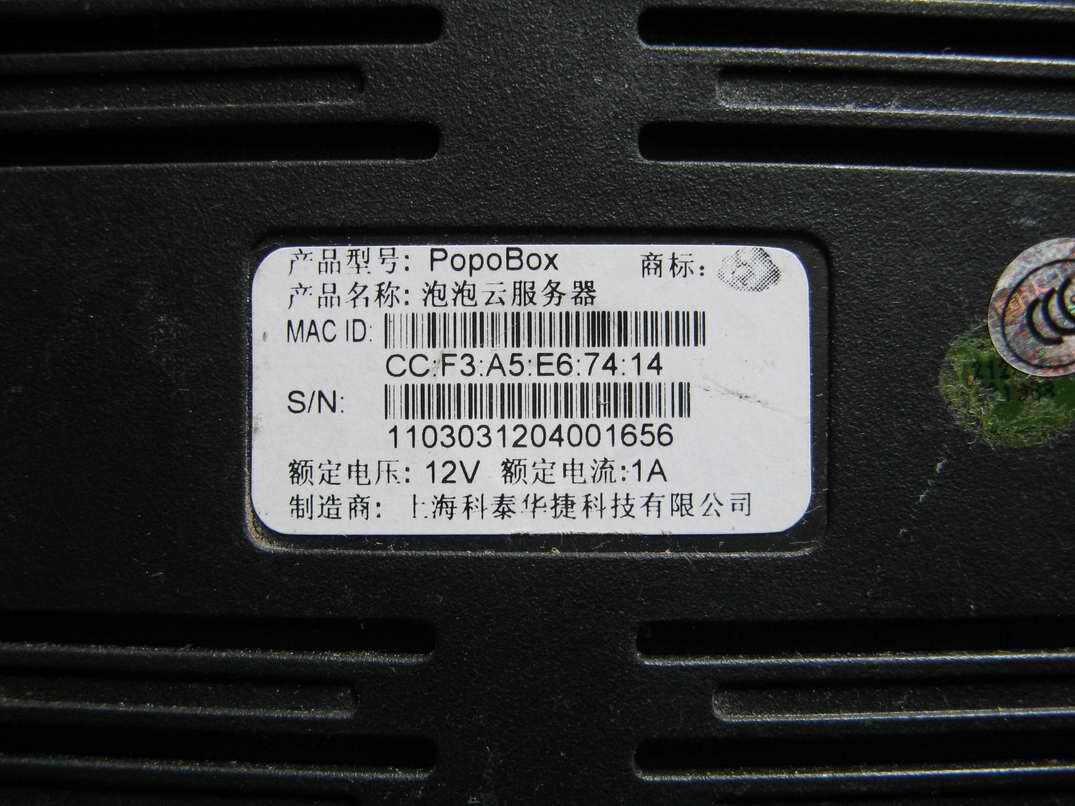 产品型号: PopoBox 商标:
产品名称: 泡泡云服务器
MAC ID:
CC:F3:A5:E6:74:14
S/N:
1103031204001656
额定电压: 12V 额定电流:1A
制造商: 上海科泰华捷科技有限公司